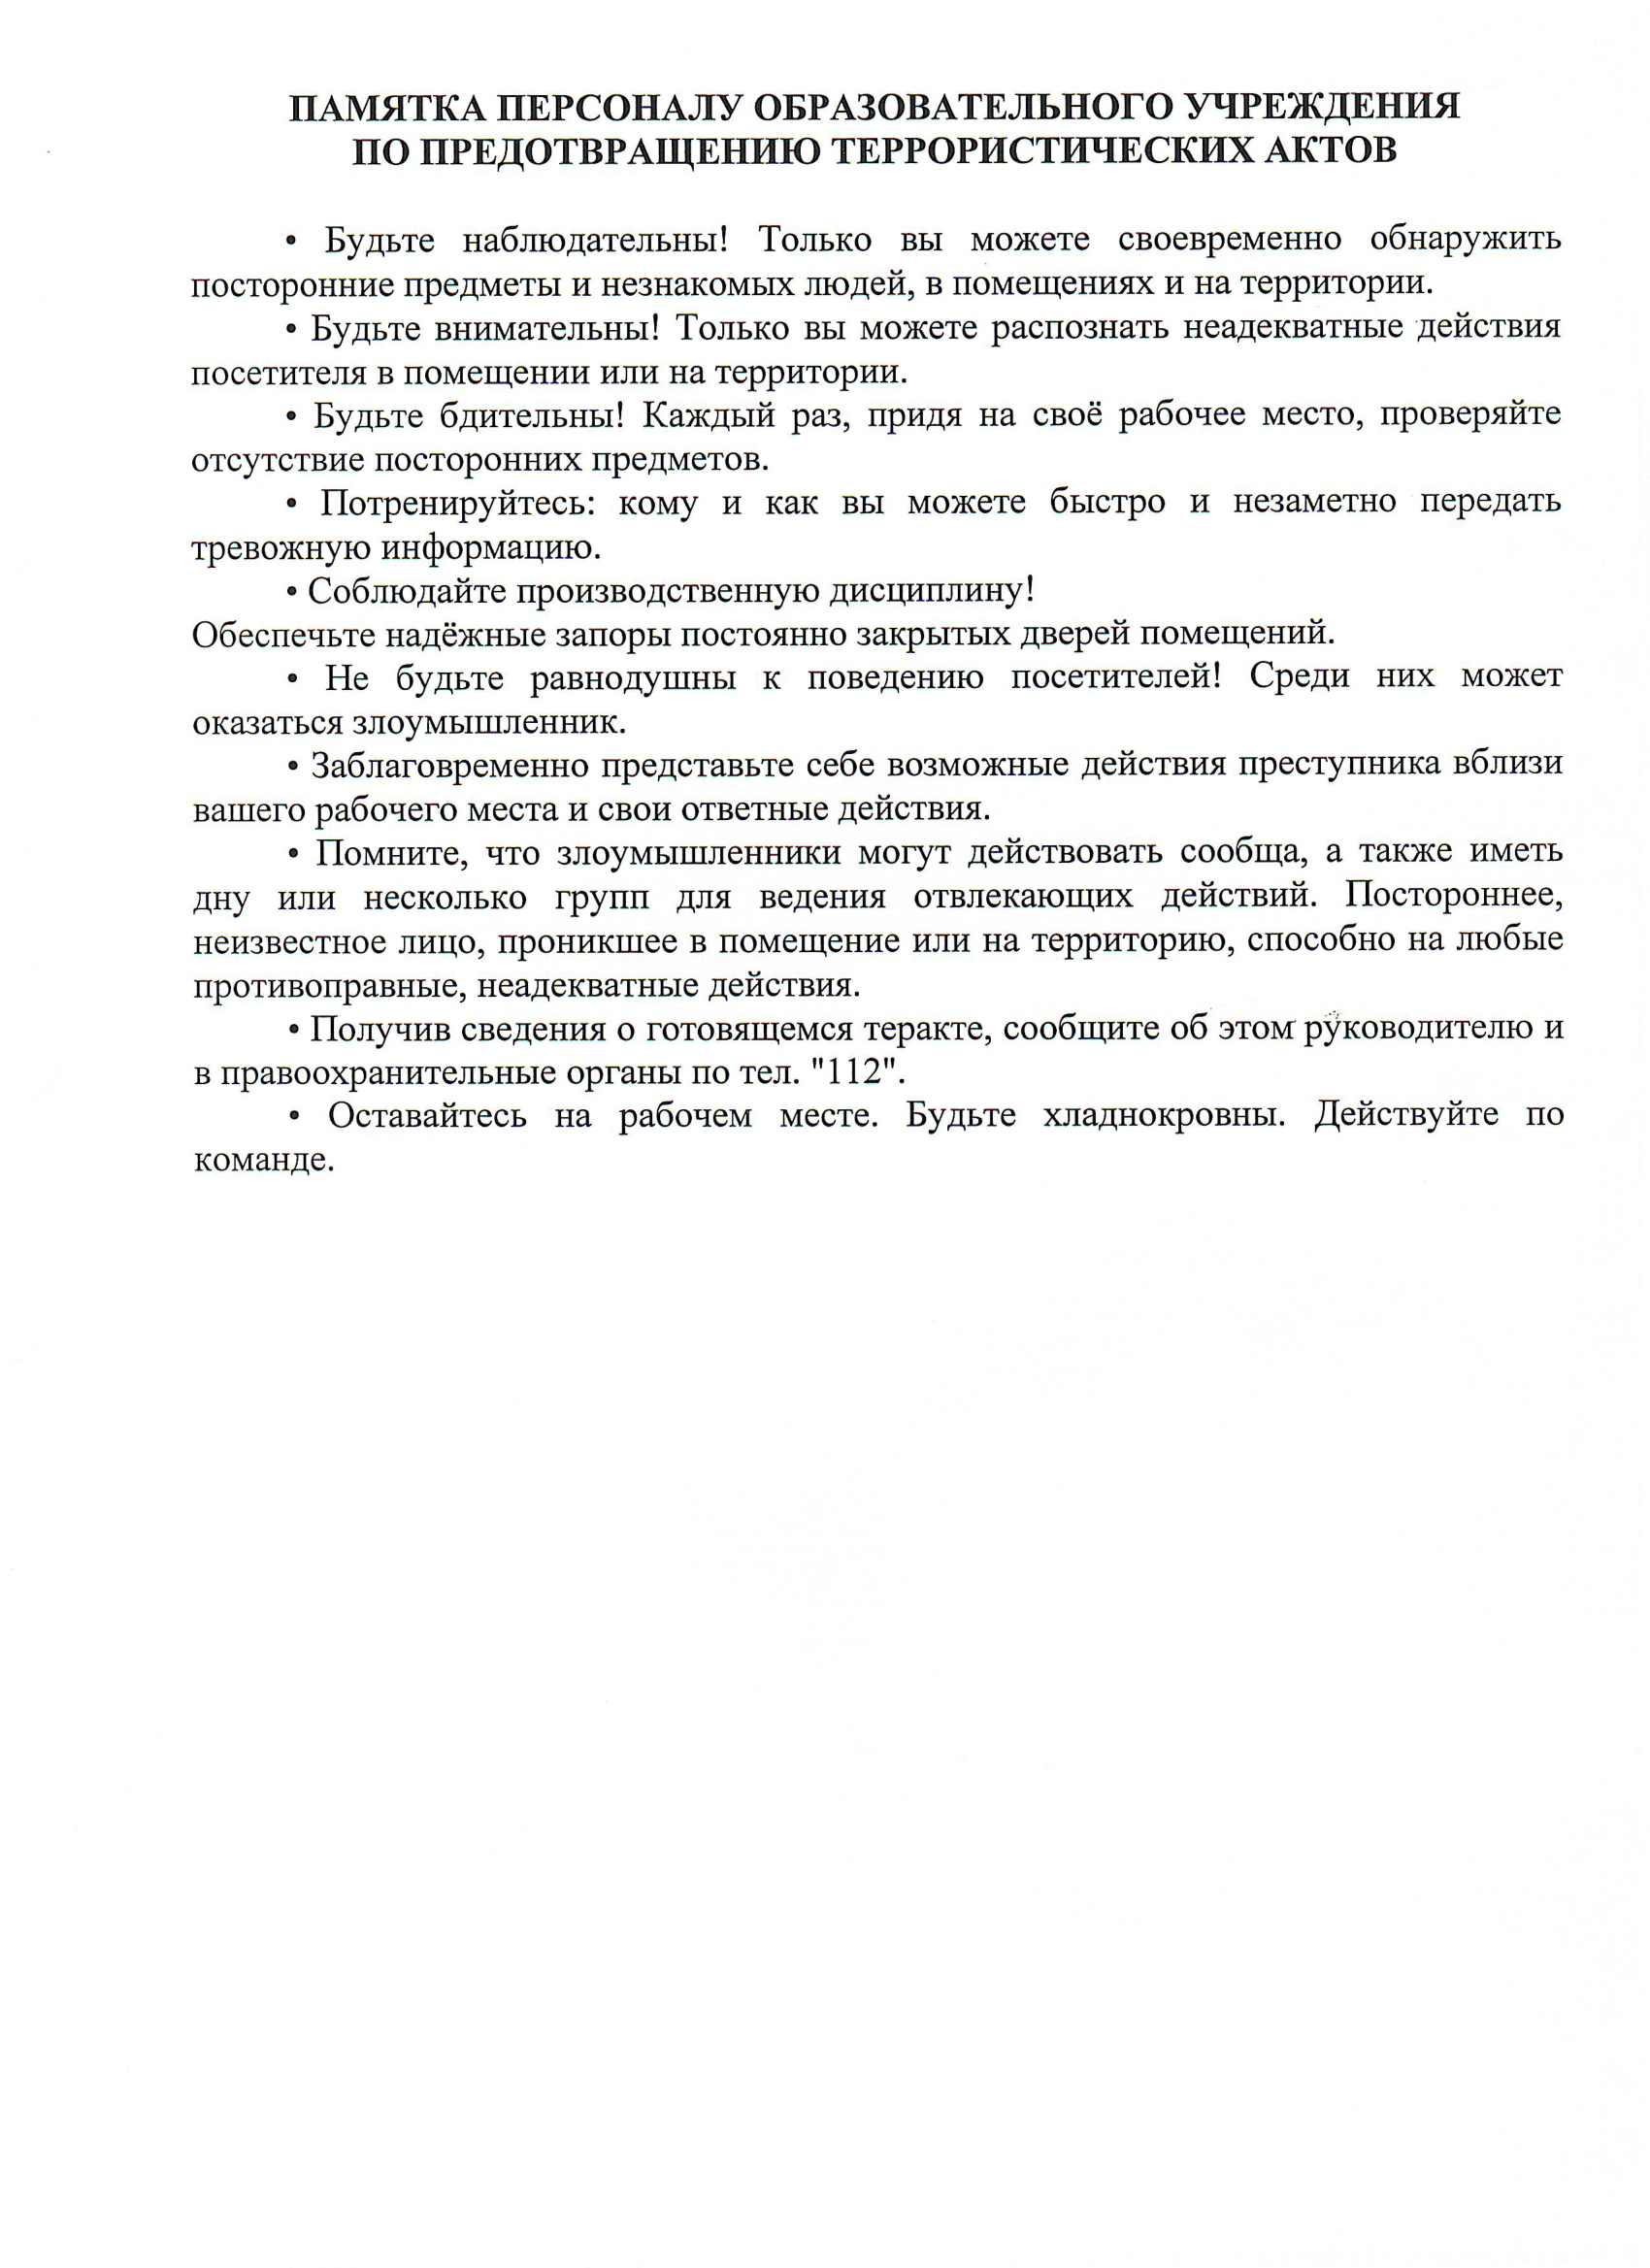 ПАМЯТКА ПЕРСОНАЛУ ОБРАЗОВАТЕЛЬНОГО УЧРЕЖДЕНИЯ
ПО ПРЕДОТВРАЩЕНИЮ ТЕРРОРИСТИЧЕСКИХ АКТОВ
• Будьте наблюдательны! Только вы можете своевременно обнаружить
посторонние предметы и незнакомых людей, в помещениях и на территории.
• Будьте внимательны! Только вы можете распознать неадекватные действия
посетителя в помещении или на территории.
• Будьте бдительны! Каждый раз, придя на своё рабочее место, проверяйте
отсутствие посторонних предметов.
• Потренируйтесь: кому и как вы можете быстро и незаметно передать
тревожную информацию.
• Соблюдайте производственную дисциплину!
Обеспечьте надёжные запоры постоянно закрытых дверей помещений.
• Не будьте равнодушны к поведению посетителей! Среди них может
оказаться злоумышленник.
• Заблаговременно представьте себе возможные действия преступника вблизи
вашего рабочего места и свои ответные действия.
• Помните, что злоумышленники могут действовать сообща, а также иметь
дну или несколько групп для ведения отвлекающих действий. Постороннее,
неизвестное лицо, проникшее в помещение или на территорию, способно на любые
противоправные, неадекватные действия.
• Получив сведения о готовящемся теракте, сообщите об этом руководителю и
в правоохранительные органы по тел. "112".
• Оставайтесь на рабочем месте. Будьте хладнокровны. Действуйте по
команде.